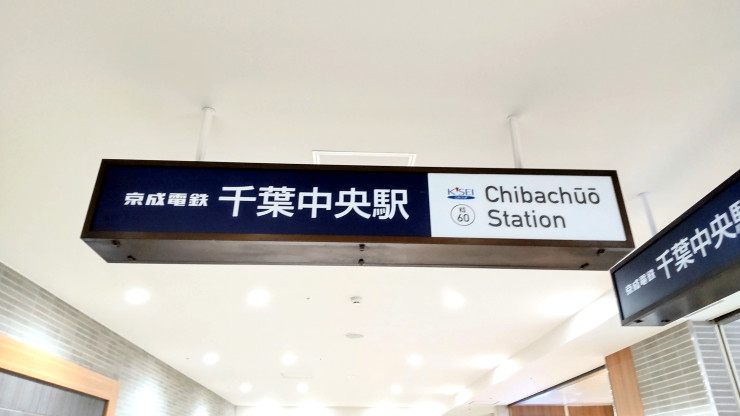 京成電鉄 千葉中央駅
KEISEI
KS
60
Chibachūō
Station
京成電鉄 千葉中央駅